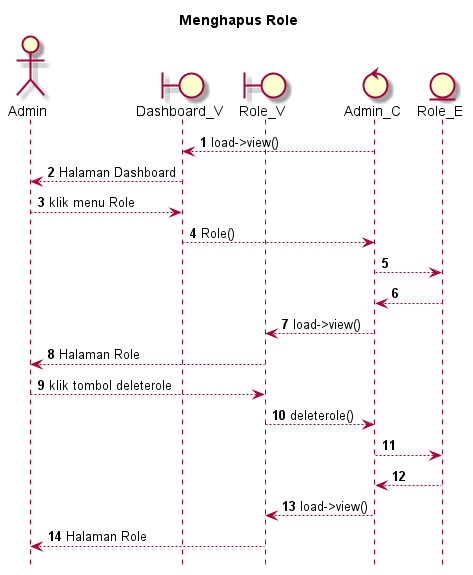 Menghapus Role
Admin
Dashboard_V
Role_V
Admin_C
Role_E
1 load->view()
2 Halaman Dashboard
3 klik menu Role
4 Role()
5
6
7 load->view()
8 Halaman Role
9 klik tombol deleterole
10 deleterole()
11
12
13 load->view()
14 Halaman Role